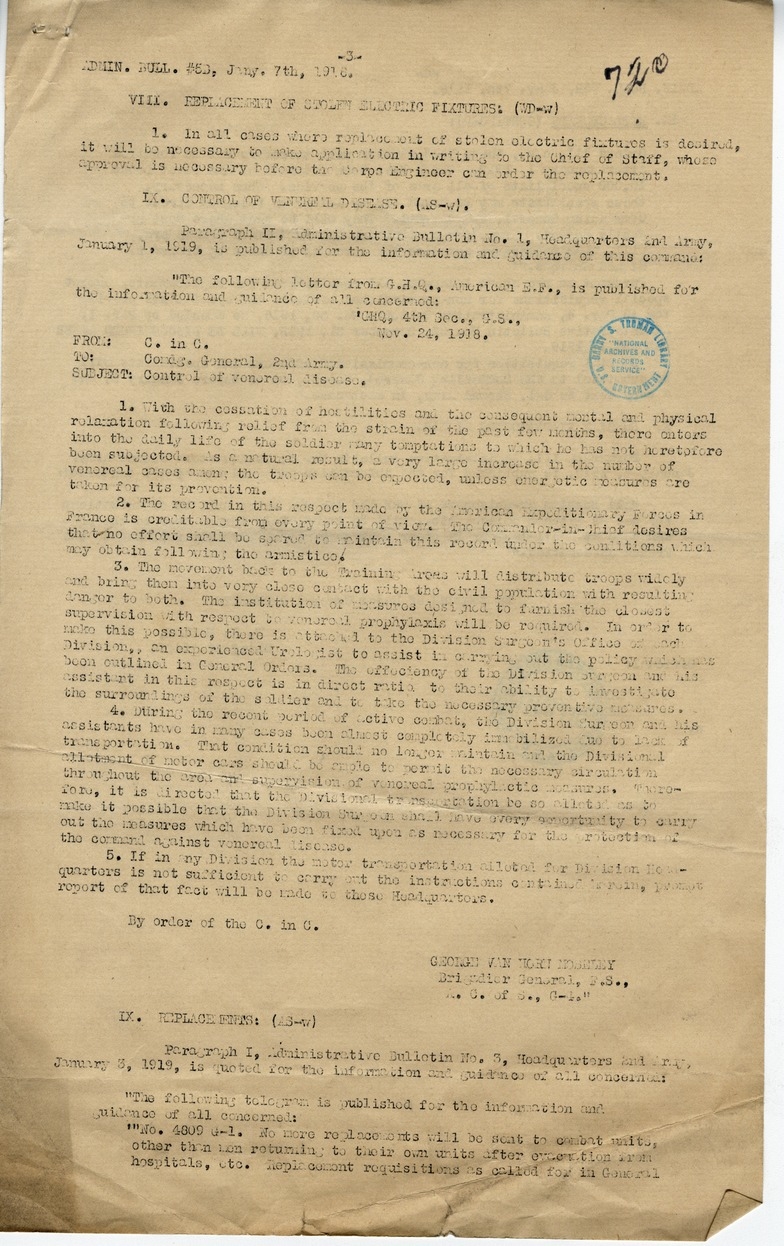 -3-
ADMIN. BULL. #53, Jany. 7th, 1918.
720
VIII. REPLACEMENT OF STOLEN ELECTRIC FIXTURES: (WD-w)
1. In all cases where replacement of stolen electric fixtures is desired,
it will be necessary to make application in writing to the Chief of Staff, whose
approval is necessary before the Corps Engineer can order the replacement.
IX. CONTROL OF VENEREAL DISEASE. (AS-w).
Paragraph II, Administrative Bulletin No. 1, Headquarters 2nd Army,
January 1, 1919, is published for the information and guidance of this command:
"The following letter from G.H.Q., American E.F., is published for
the information and guidance of all concerned:
'GHQ, 4th Sec., G.S.,
Nov. 24, 1918.
FROM: C. in C.
TO: Comdg. General, 2nd Army.
SUBJECT: Control of venereal disease.
HARRY S. TRUMAN LIBRARY
"NATIONAL
ARCHIVES AND
RECORDS
SERVICE"
U.S. GOVERNMENT
1. With the cessation of hostilities and the consequent mental and physical
relaxation following relief from the strain of the past few months, there enters
into the daily life of the soldier many temptations to which he has not heretofore
been subjected. As a natural result, a very large increase in the number of
venereal cases among the troops can be expected, unless energetic measures are
taken for its prevention.
2. The record in this respect made by the American Expeditionary Forces in
France is creditable from every point of view. The Commander-in-Chief desires
that no effort shall be spared to maintain this record under the conditions which
may obtain following the armistice.
3. The movement back to the Training Areas will distribute troops widely
and bring them into very close contact with the civil population with resulting
danger to both. The institution of measures designed to furnish the closest
supervision with respect to venereal prophylaxis will be required. In order to
make this possible, there is attached to the Division Surgeon's Office of each
Division,, an experienced Urologist to assist in carrying out the policy which has
been outlined in General Orders. The effeciency of the Division Surgeon and his
assistant in this respect is in direct ratio to their ability to investigate
the surroundings of the soldier and to take the necessary preventive measures.
4. During the recent period of active combat, the Division Surgeon and his
assistants have in many cases been almost completely immobilized due to lack of
transportation. That condition should no longer maintain and the Divisional
allotment of motor cars should be ample to permit the necessary circulation
throughout the area and supervision of venereal prophylactic measures. There-
fore, it is directed that the Divisional transportation be so alloted as to
make it possible that the Division Surgeon shall have every opportunity to carry
out the measures which have been fixed upon as necessary for the protection of
the command against venereal disease.
5. If in any Division the motor transportation alloted for Division Head-
quarters is not sufficient to carry out the instructions contained herein, prompt
report of that fact will be made to these Headquarters.
By order of the C. in C.
GEORGE VAN HORN MOSELEY
Brigadier General, F.S.,
A. C. of S., G-4."
IX. REPLACEMENTS: (AS-w)
Paragraph I, Administrative Bulletin No. 3, Headquarters 2nd Army,
January 3, 1919, is quoted for the information and guidance of all concerned:
"The following telegram is published for the information and
guidance of all concerned:
'"No. 4809 G-1. No more replacements will be sent to combat units,
other than men returning to their own units after evacuation from
hospitals, etc. Replacement requisitions as called for in General